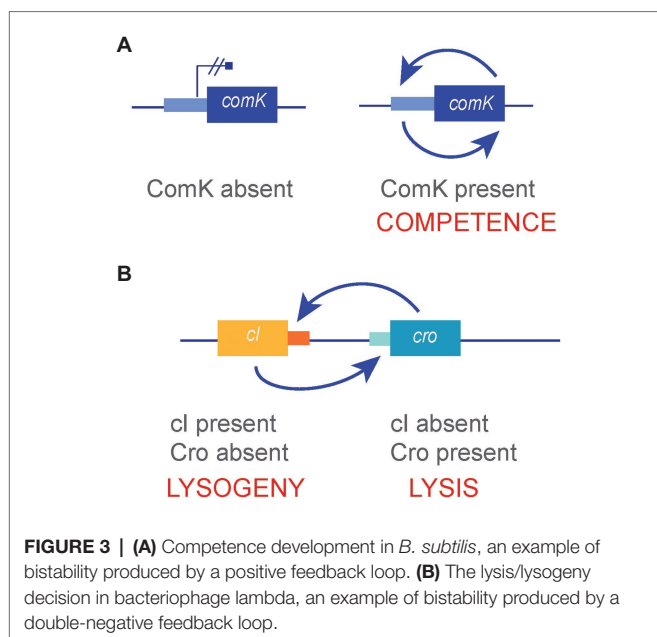 A
comK
comK
ComK absent
ComK present
COMPETENCE
B
cI
cro
cI present
cI absent
Cro absent
Cro present
LYSOGENY
LYSIS
FIGURE 3 | (A) Competence development in B. subtilis, an example of
bistability produced by a positive feedback loop. (B) The lysis/lysogeny
decision in bacteriophage lambda, an example of bistability produced by a
double-negative feedback loop.